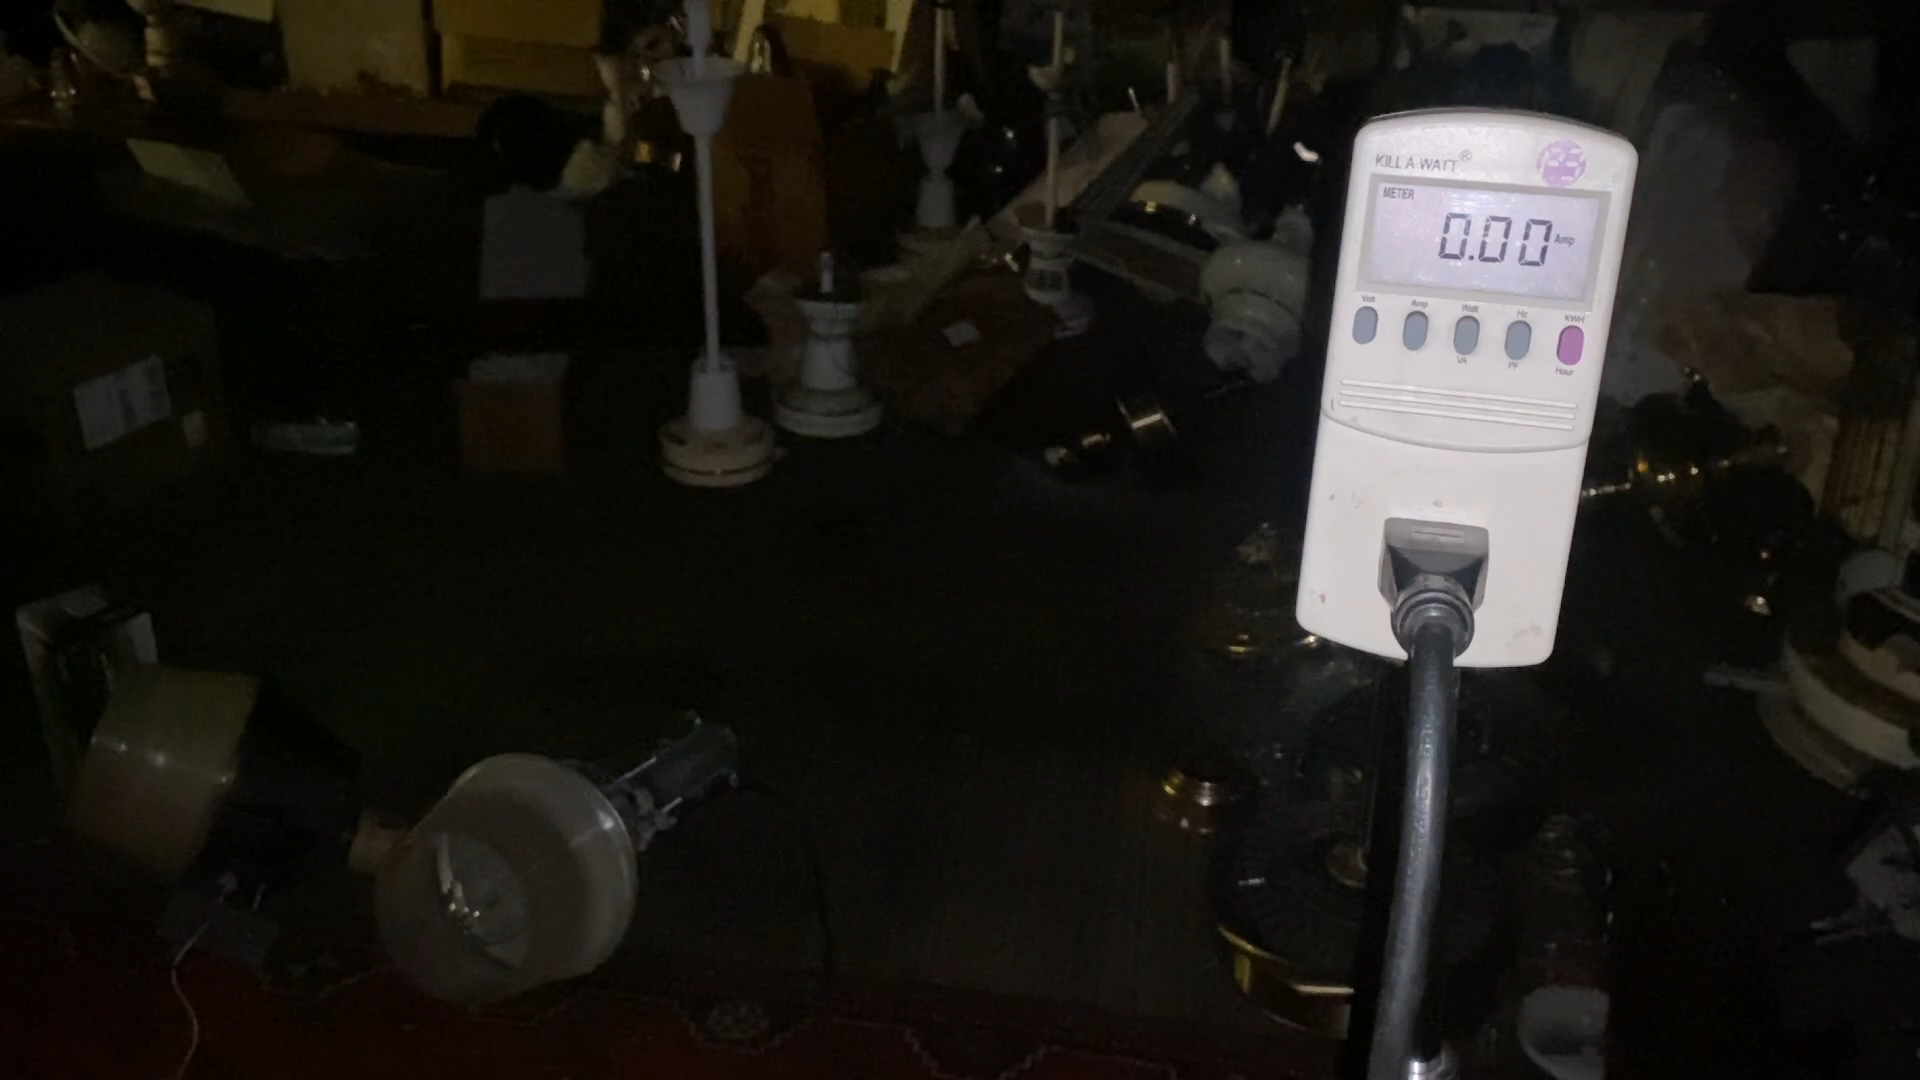 KILL A WATT®
METER
0.00 Amp
Volt Amp Watt Hz KWH
VA PF Hour